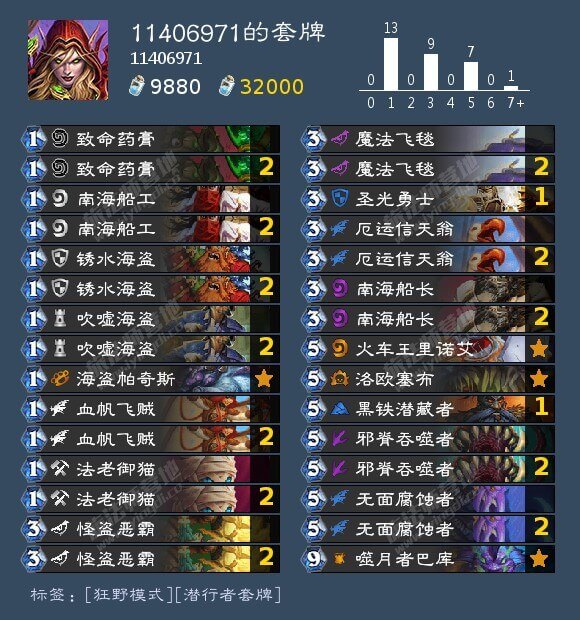 11406971的套牌
11406971
9880 32000
0 13 0 9 0 7 0 1
0 1 2 3 4 5 6 7+
1 致命药膏
1 致命药膏 2
1 南海船工
1 南海船工 2
1 锈水海盗
1 锈水海盗 2
1 吹嘘海盗
1 吹嘘海盗 2
1 海盗帕奇斯
1 血帆飞贼
1 血帆飞贼 2
1 法老御猫
1 法老御猫 2
3 怪盗恶霸
3 怪盗恶霸 2
3 魔法飞毯
3 魔法飞毯 2
3 圣光勇士 1
3 厄运信天翁
3 厄运信天翁 2
3 南海船长
3 南海船长 2
5 火车王里诺艾
5 洛欧塞布
5 黑铁潜藏者 1
5 邪脊吞噬者
5 邪脊吞噬者 2
5 无面腐蚀者
5 无面腐蚀者 2
9 噬月者巴库
标签：[狂野模式][潜行者套牌]